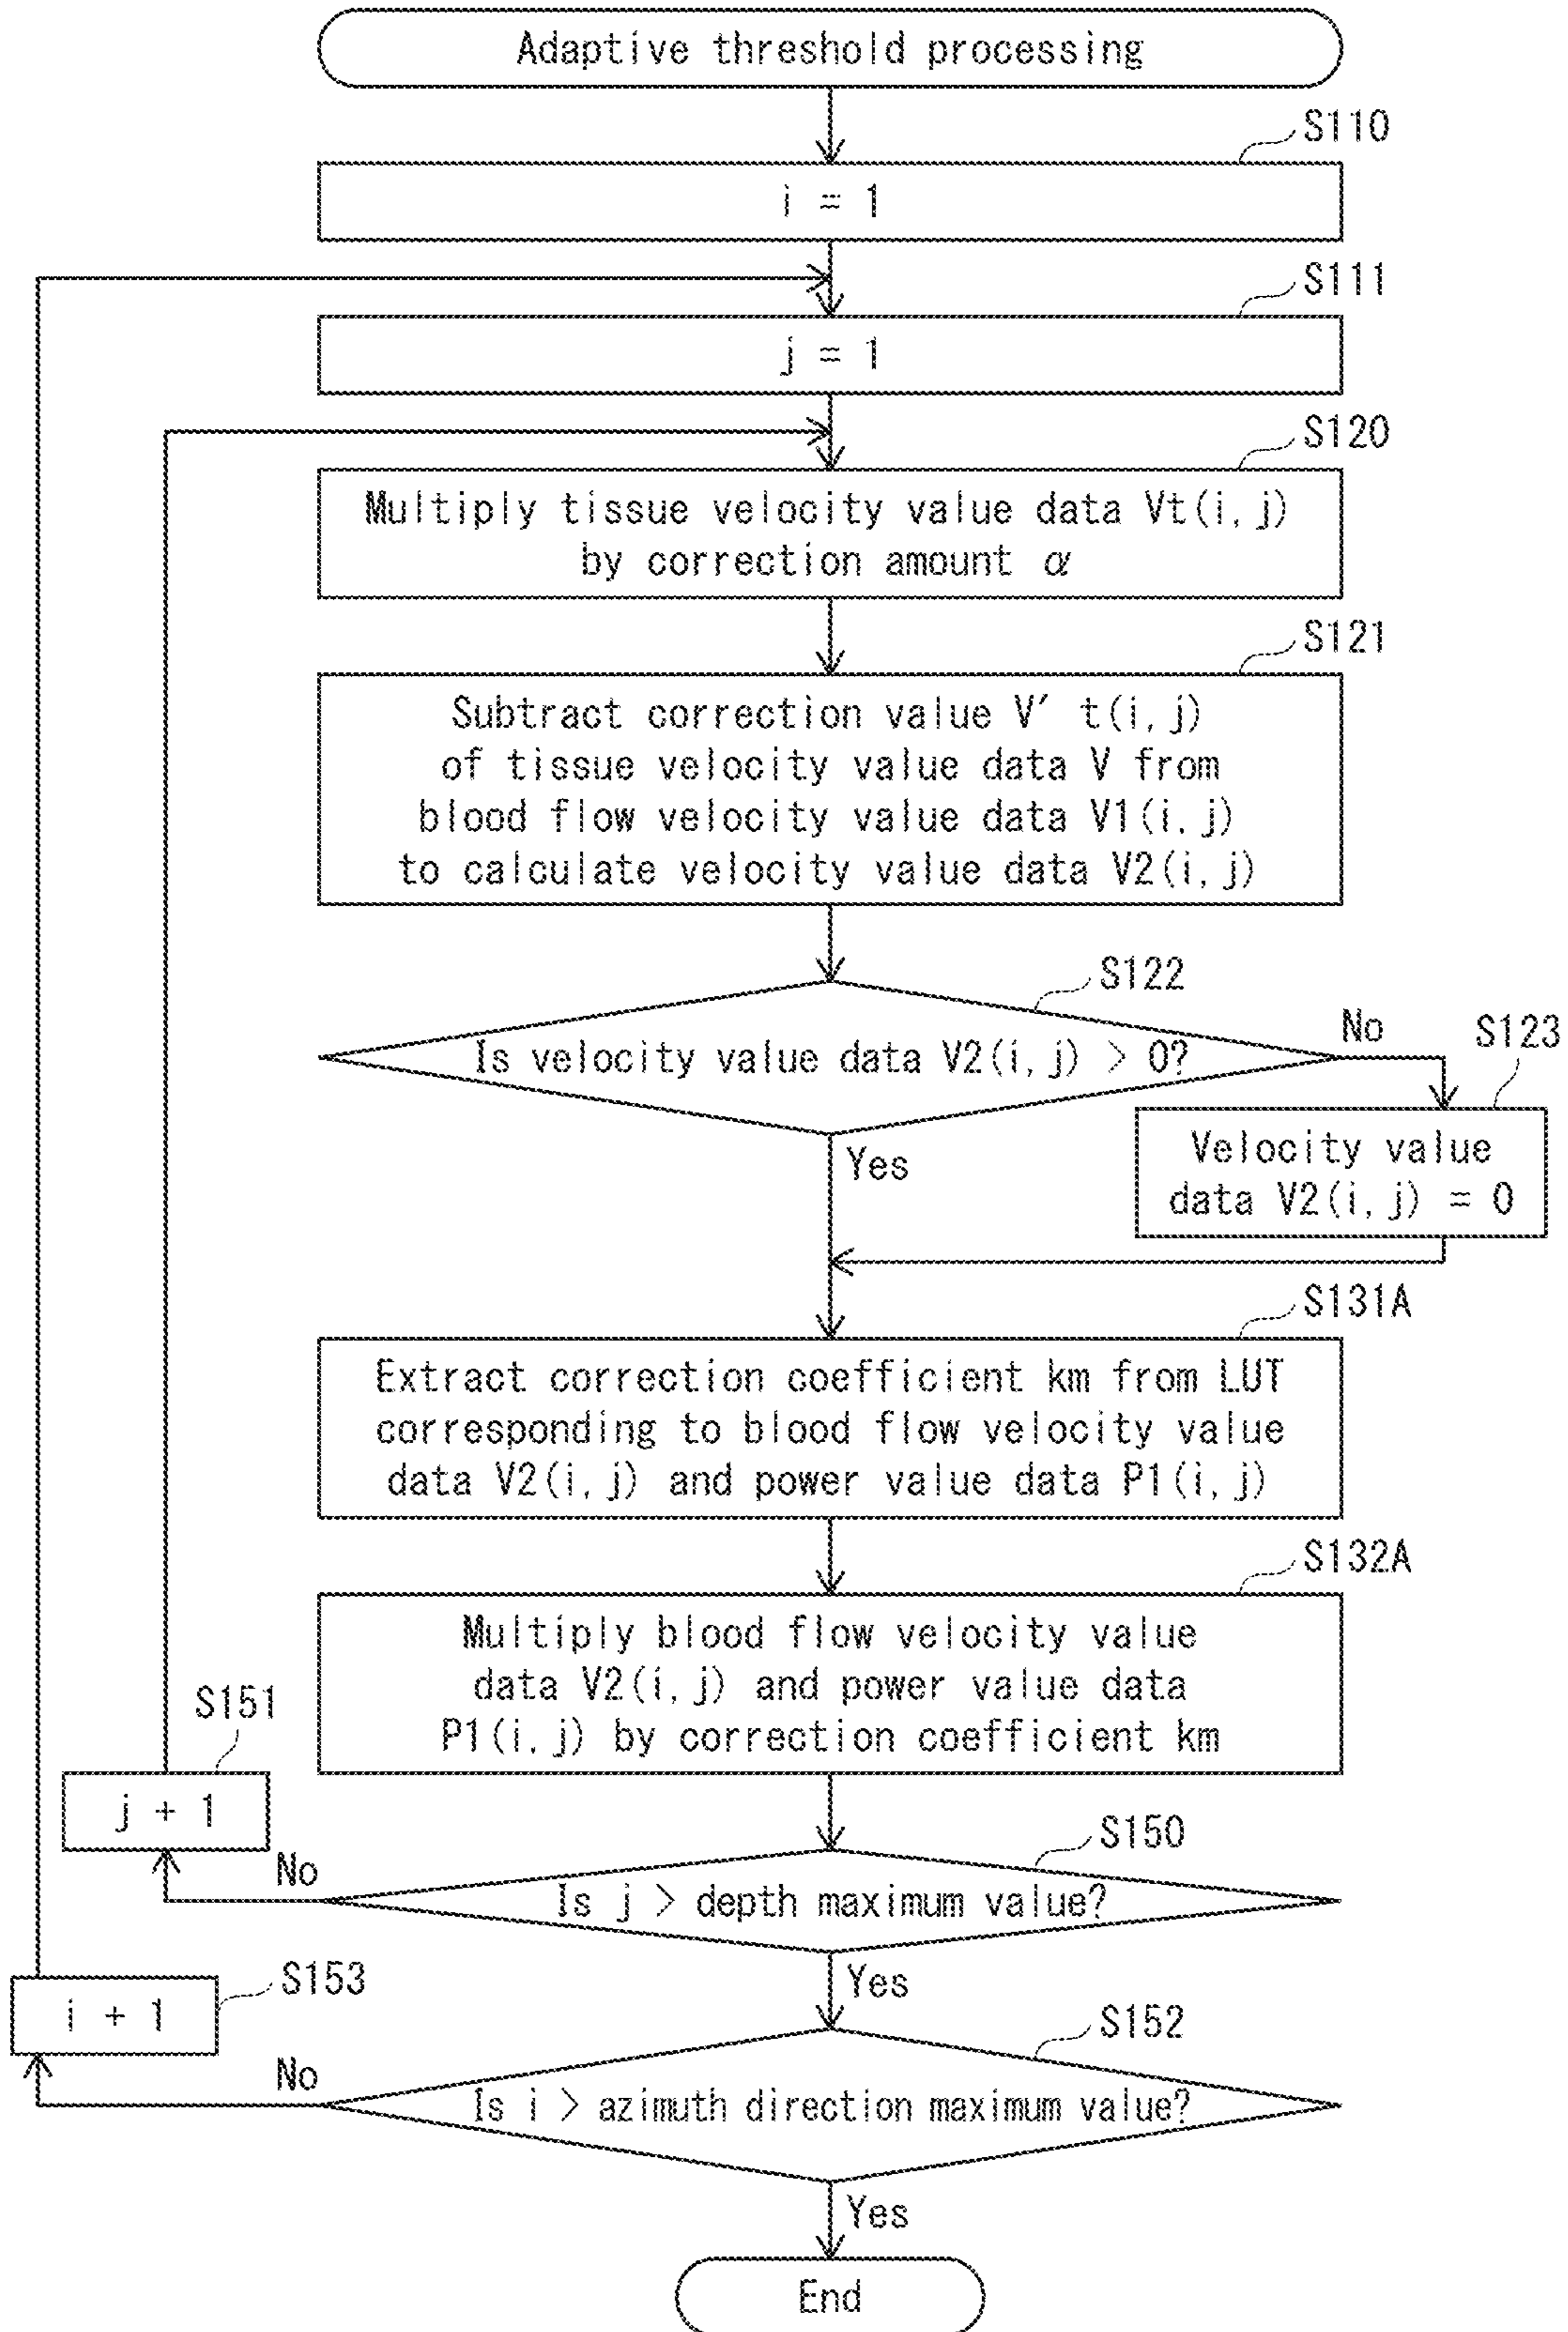 Adaptive threshold processing
S110
i = 1
S111
j = 1
S120
Multiply tissue velocity value data Vt(i, j)
by correction amount α
S121
Subtract correction value V′ t(i, j)
of tissue velocity value data V from
blood flow velocity value data V1(i, j)
to calculate velocity value data V2(i, j)
S122
Is velocity value data V2(i, j) > 0?
No
S123
Velocity value
data V2(i, j) = 0
Yes
S131A
Extract correction coefficient km from LUT
corresponding to blood flow velocity value
data V2(i, j) and power value data P1(i, j)
S132A
Multiply blood flow velocity value
data V2(i, j) and power value data
P1(i, j) by correction coefficient km
S151
j + 1
No
S150
Is j > depth maximum value?
Yes
S153
i + 1
No
S152
Is i > azimuth direction maximum value?
Yes
End